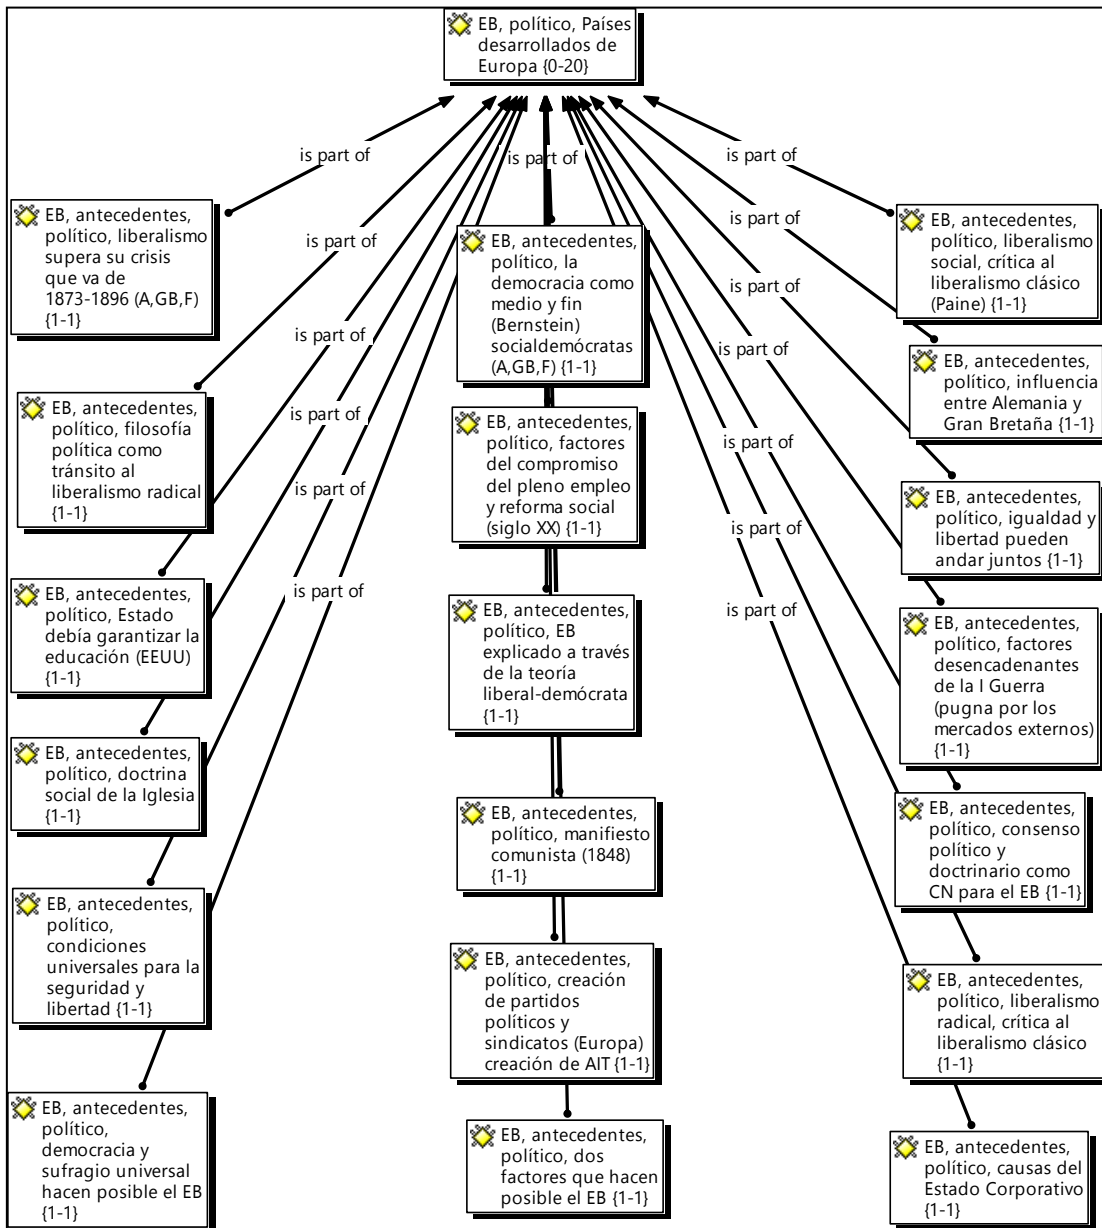 EB, político, Países
desarrollados de
Europa {0-20}
is part of
is part of
is part of
EB, antecedentes,
político, liberalismo
supera su crisis
que va de
1873-1896 (A,GB,F)
{1-1}
EB, antecedentes,
político, la
democracia como
medio y fin
(Bernstein)
socialdemócratas
(A,GB,F) {1-1}
EB, antecedentes,
político, liberalismo
social, crítica al
liberalismo clásico
(Paine) {1-1}
is part of
is part of
is part of
is part of
is part of
EB, antecedentes,
político, influencia
entre Alemania y
Gran Bretaña {1-1}
EB, antecedentes,
político, filosofía
política como
tránsito al
liberalismo radical
{1-1}
EB, antecedentes,
político, factores
del compromiso
del pleno empleo
y reforma social
(siglo XX) {1-1}
is part of
is part of
is part of
EB, antecedentes,
político, igualdad y
libertad pueden
andar juntos {1-1}
is part of
is part of
is part of
EB, antecedentes,
político, Estado
debía garantizar la
educación (EEUU)
{1-1}
EB, antecedentes,
político, EB
explicado a través
de la teoría
liberal-demócrata
{1-1}
EB, antecedentes,
político, factores
desencadenantes
de la I Guerra
(pugna por los
mercados externos)
{1-1}
EB, antecedentes,
político, doctrina
social de la Iglesia
{1-1}
EB, antecedentes,
político, manifiesto
comunista (1848)
{1-1}
EB, antecedentes,
político, consenso
político y
doctrinario como
CN para el EB {1-1}
EB, antecedentes,
político,
condiciones
universales para la
seguridad y
libertad {1-1}
EB, antecedentes,
político, creación
de partidos
políticos y
sindicatos (Europa)
creación de AIT {1-1}
EB, antecedentes,
político, liberalismo
radical, crítica al
liberalismo clásico
{1-1}
EB, antecedentes,
político,
democracia y
sufragio universal
hacen posible el EB
{1-1}
EB, antecedentes,
político, dos
factores que hacen
posible el EB {1-1}
EB, antecedentes,
político, causas del
Estado Corporativo
{1-1}